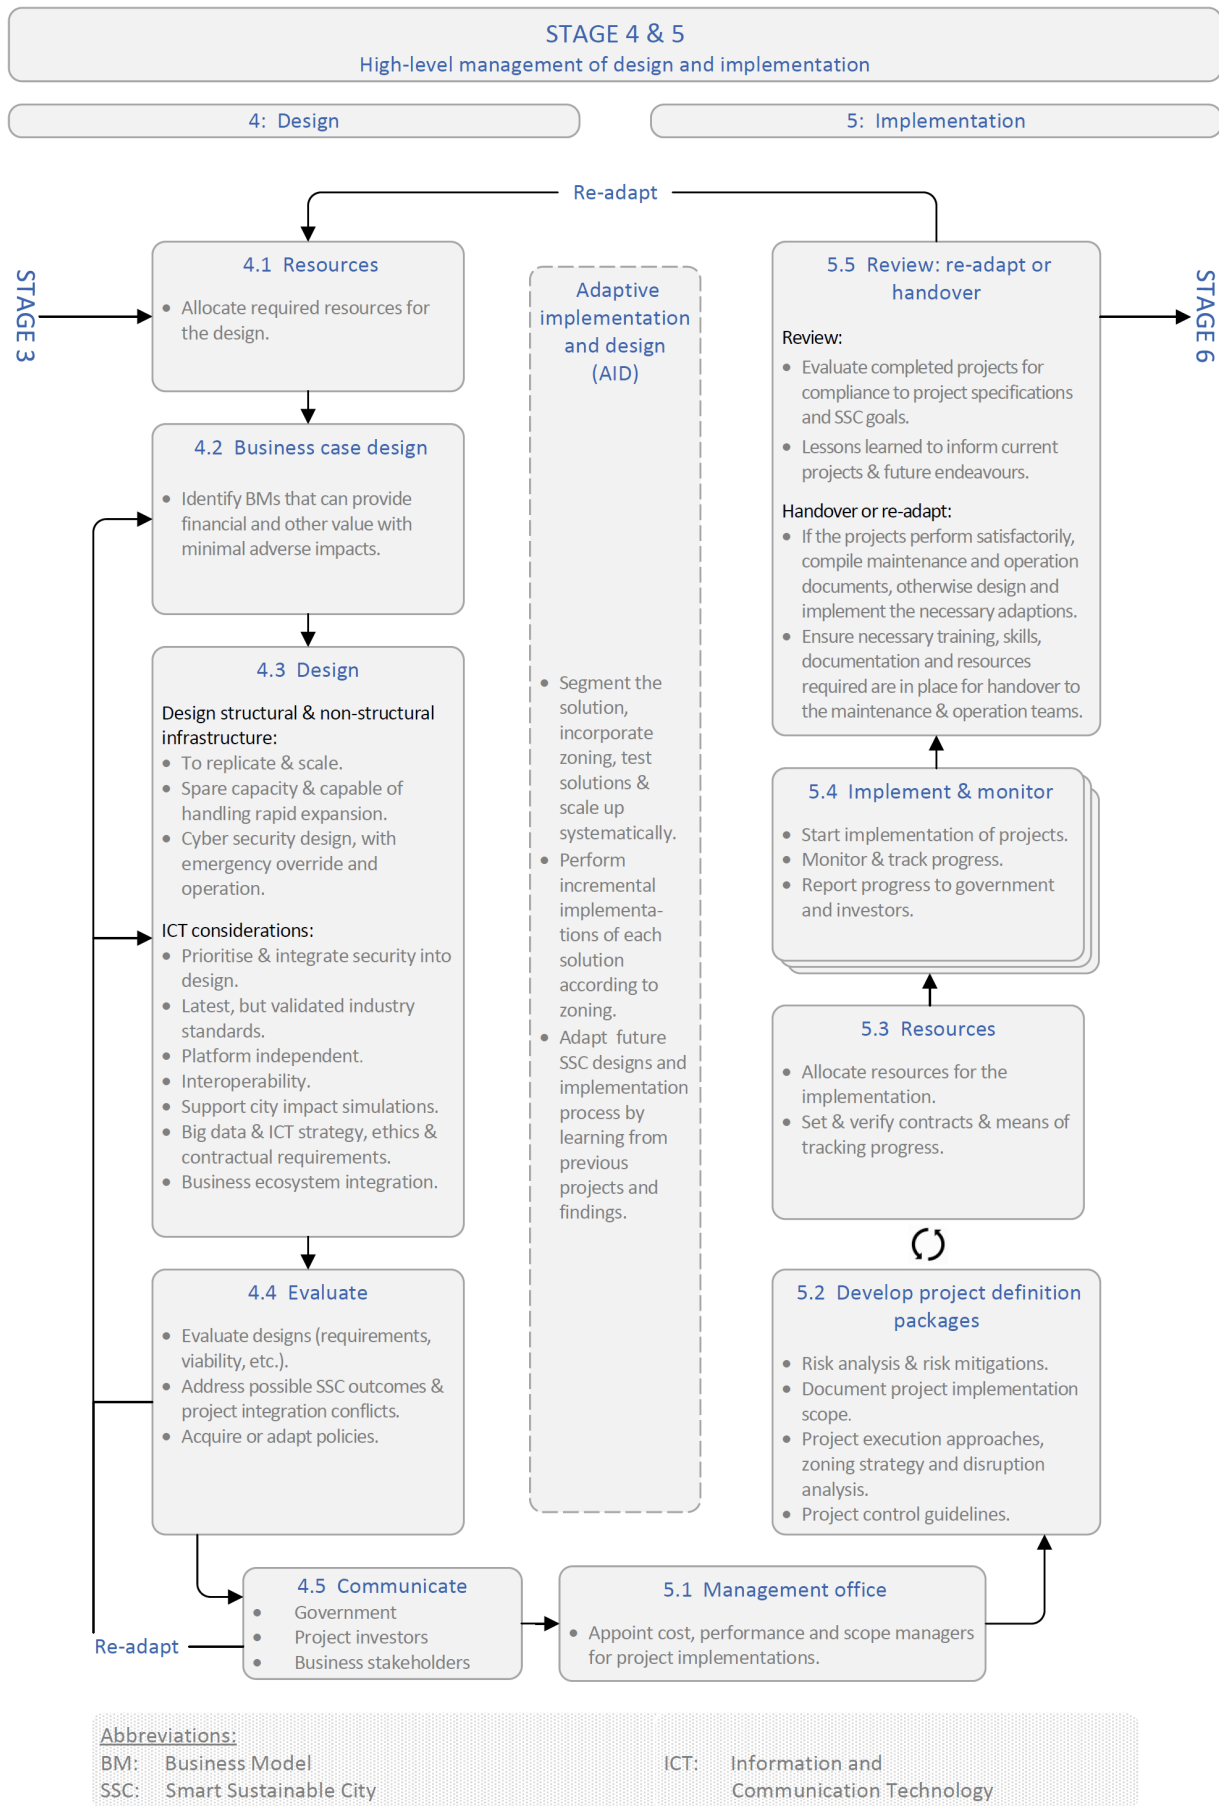 STAGE 4 & 5
High-level management of design and implementation
4: Design
5: Implementation
Re-adapt
STAGE 3
4.1 Resources
• Allocate required resources for
the design.
4.2 Business case design
• Identify BMs that can provide
financial and other value with
minimal adverse impacts.
4.3 Design
Design structural & non-structural
infrastructure:
• To replicate & scale.
• Spare capacity & capable of
handling rapid expansion.
• Cyber security design, with
emergency override and
operation.
ICT considerations:
• Prioritise & integrate security into
design.
• Latest, but validated industry
standards.
• Platform independent.
• Interoperability.
• Support city impact simulations.
• Big data & ICT strategy, ethics &
contractual requirements.
• Business ecosystem integration.
4.4 Evaluate
• Evaluate designs (requirements,
viability, etc.).
• Address possible SSC outcomes &
project integration conflicts.
• Acquire or adapt policies.
4.5 Communicate
• Government
• Project investors
• Business stakeholders
Re-adapt
Adaptive
implementation
and design
(AID)
• Segment the
solution,
incorporate
zoning, test
solutions &
scale up
systematically.
• Perform
incremental
implementa-
tions of each
solution
according to
zoning.
• Adapt future
SSC designs and
implementation
process by
learning from
previous
projects and
findings.
5.1 Management office
• Appoint cost, performance and scope managers
for project implementations.
5.2 Develop project definition
packages
• Risk analysis & risk mitigations.
• Document project implementation
scope.
• Project execution approaches,
zoning strategy and disruption
analysis.
• Project control guidelines.
5.3 Resources
• Allocate resources for the
implementation.
• Set & verify contracts & means of
tracking progress.
5.4 Implement & monitor
• Start implementation of projects.
• Monitor & track progress.
• Report progress to government
and investors.
5.5 Review: re-adapt or
handover
Review:
• Evaluate completed projects for
compliance to project specifications
and SSC goals.
• Lessons learned to inform current
projects & future endeavours.
Handover or re-adapt:
• If the projects perform satisfactorily,
compile maintenance and operation
documents, otherwise design and
implement the necessary adaptions.
• Ensure necessary training, skills,
documentation and resources
required are in place for handover to
the maintenance & operation teams.
STAGE 6
Abbreviations:
BM: Business Model
SSC: Smart Sustainable City
ICT: Information and
Communication Technology